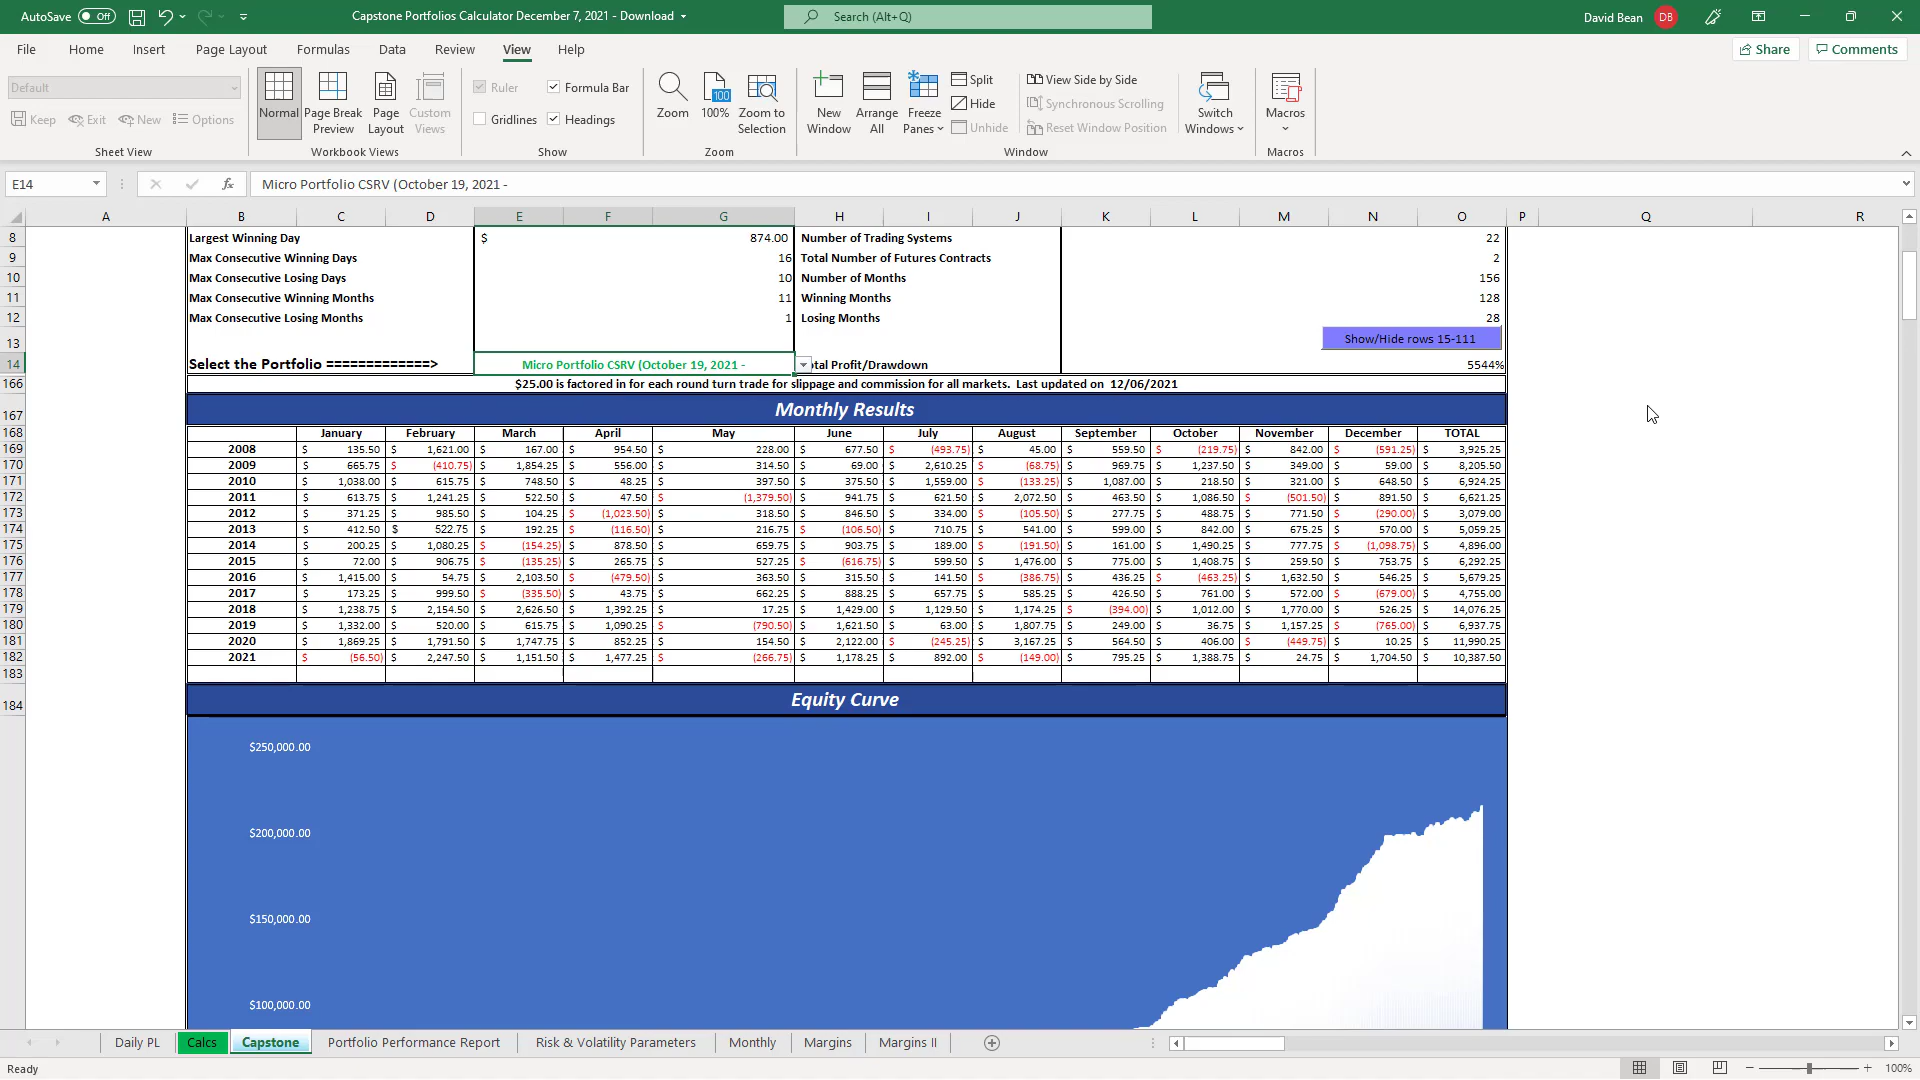 AutoSave Off Capstone Portfolios Calculator December 7, 2021 - Download Search (Alt+Q) David Bean DB
File Home Insert Page Layout Formulas Data Review View Help Share Comments
Default Ruler Formula Bar Split View Side by Side
Keep Exit New Options Gridlines Headings Hide Synchronous Scrolling
Unhide Reset Window Position
Normal Page Break Preview Page Layout Custom Views Zoom 100% Zoom to Selection New Window Arrange All Freeze Panes Switch Windows Macros
Sheet View Workbook Views Show Zoom Window Macros
E14 fx Micro Portfolio CSRV (October 19, 2021 -
A B C D E F G H I J K L M N O P Q R
8 Largest Winning Day $ 874.00 Number of Trading Systems 22
9 Max Consecutive Winning Days 16 Total Number of Futures Contracts 2
10 Max Consecutive Losing Days 10 Number of Months 156
11 Max Consecutive Winning Months 11 Winning Months 128
12 Max Consecutive Losing Months 1 Losing Months 28
13 Show/Hide rows 15-111
14 Select the Portfolio =============> Micro Portfolio CSRV (October 19, 2021 - tal Profit/Drawdown 5544%
166 $25.00 is factored in for each round turn trade for slippage and commission for all markets. Last updated on 12/06/2021
167 Monthly Results
168 January February March April May June July August September October November December TOTAL
169 2008 $ 135.50 $ 1,621.00 $ 167.00 $ 954.50 $ 228.00 $ 677.50 $ (493.75) $ 45.00 $ 559.50 $ (219.75) $ 842.00 $ (591.25) $ 3,925.25
170 2009 $ 665.75 $ (410.75) $ 1,854.25 $ 556.00 $ 314.50 $ 69.00 $ 2,610.25 $ (68.75) $ 969.75 $ 1,237.50 $ 349.00 $ 59.00 $ 8,205.50
171 2010 $ 1,038.00 $ 615.75 $ 748.50 $ 48.25 $ 397.50 $ 375.50 $ 1,559.00 $ (133.25) $ 1,087.00 $ 218.50 $ 321.00 $ 648.50 $ 6,924.25
172 2011 $ 613.75 $ 1,241.25 $ 522.50 $ 47.50 $ (1,379.50) $ 941.75 $ 621.50 $ 2,072.50 $ 463.50 $ 1,086.50 $ (501.50) $ 891.50 $ 6,621.25
173 2012 $ 371.25 $ 985.50 $ 104.25 $ (1,023.50) $ 318.50 $ 846.50 $ 334.00 $ (105.50) $ 277.75 $ 488.75 $ 771.50 $ (290.00) $ 3,079.00
174 2013 $ 412.50 $ 522.75 $ 192.25 $ (116.50) $ 216.75 $ (106.50) $ 710.75 $ 541.00 $ 599.00 $ 842.00 $ 675.25 $ 570.00 $ 5,059.25
175 2014 $ 200.25 $ 1,080.25 $ (154.25) $ 878.50 $ 659.75 $ 903.75 $ 189.00 $ (191.50) $ 161.00 $ 1,490.25 $ 777.75 $ (1,098.75) $ 4,896.00
176 2015 $ 72.00 $ 906.75 $ (135.25) $ 265.75 $ 527.25 $ (616.75) $ 599.50 $ 1,476.00 $ 775.00 $ 1,408.75 $ 259.50 $ 753.75 $ 6,292.25
177 2016 $ 1,415.00 $ 54.75 $ 2,103.50 $ (479.50) $ 363.50 $ 315.50 $ 141.50 $ (386.75) $ 436.25 $ (463.25) $ 1,632.50 $ 546.25 $ 5,679.25
178 2017 $ 173.25 $ 999.50 $ (335.50) $ 43.75 $ 662.25 $ 888.25 $ 657.75 $ 585.25 $ 426.50 $ 761.00 $ 572.00 $ (679.00) $ 4,755.00
179 2018 $ 1,238.75 $ 2,154.50 $ 2,626.50 $ 1,392.25 $ 17.25 $ 1,429.00 $ 1,129.50 $ 1,174.25 $ (394.00) $ 1,012.00 $ 1,770.00 $ 526.25 $ 14,076.25
180 2019 $ 1,332.00 $ 520.00 $ 615.75 $ 1,090.25 $ (790.50) $ 1,621.50 $ 63.00 $ 1,807.75 $ 249.00 $ 36.75 $ 1,157.25 $ (765.00) $ 6,937.75
181 2020 $ 1,869.25 $ 1,791.50 $ 1,747.75 $ 852.25 $ 154.50 $ 2,122.00 $ (245.25) $ 3,167.25 $ 564.50 $ 406.00 $ (449.75) $ 10.25 $ 11,990.25
182 2021 $ (56.50) $ 2,247.50 $ 1,151.50 $ 1,477.25 $ (266.75) $ 1,178.25 $ 892.00 $ (149.00) $ 795.25 $ 1,388.75 $ 24.75 $ 1,704.50 $ 10,387.50
183
184 Equity Curve
$250,000.00
$200,000.00
$150,000.00
$100,000.00
Daily PL Calcs Capstone Portfolio Performance Report Risk & Volatility Parameters Monthly Margins Margins II
Ready 100%